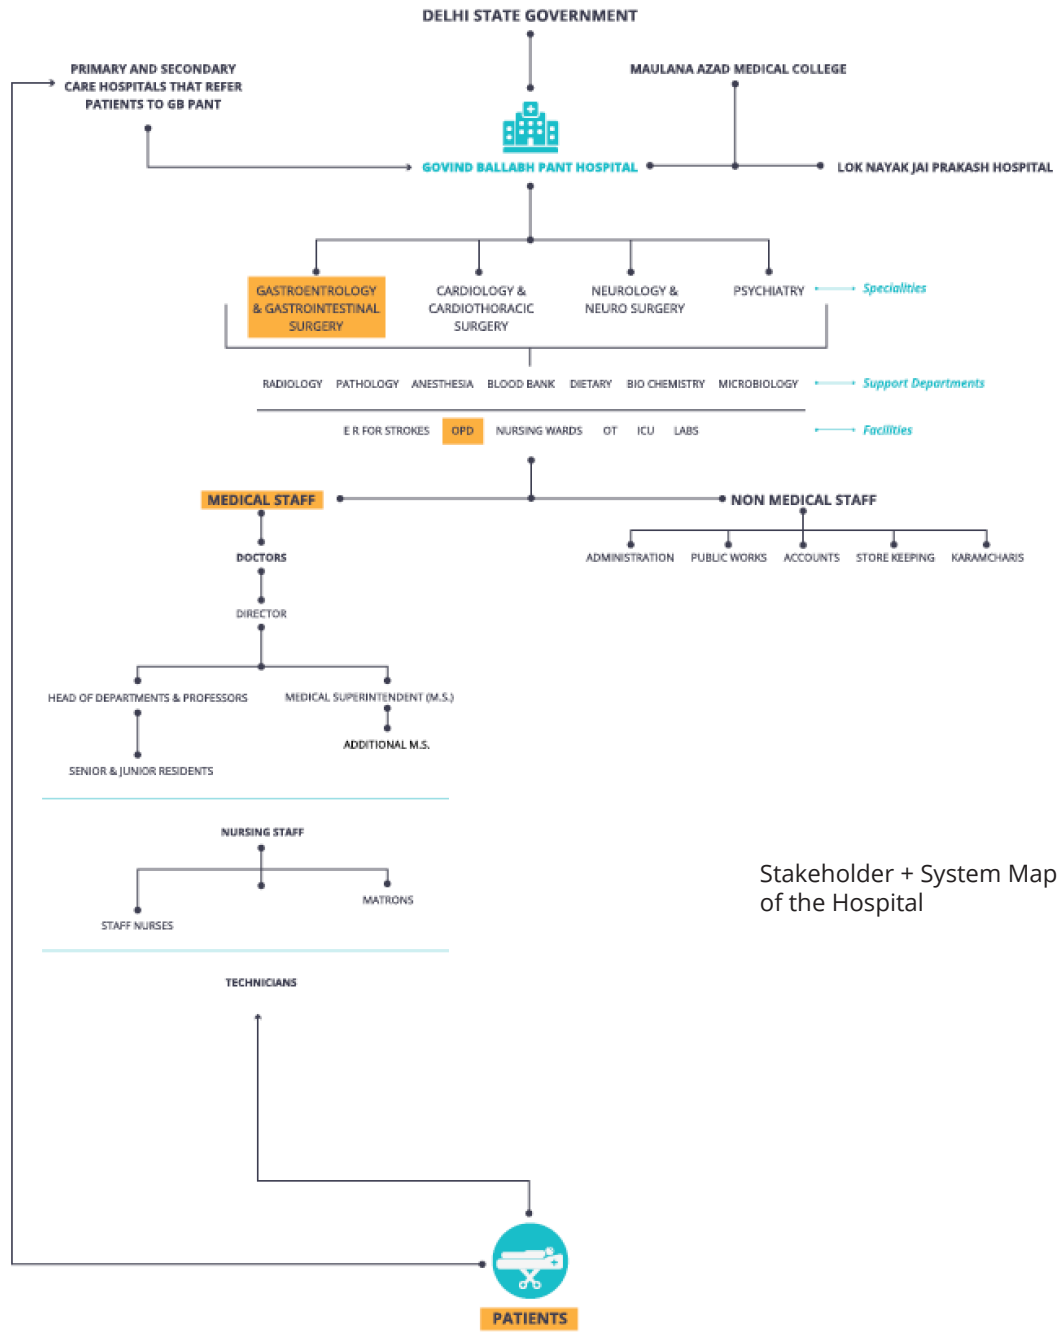 DELHI STATE GOVERNMENT
PRIMARY AND SECONDARY
CARE HOSPITALS THAT REFER
PATIENTS TO GB PANT
MAULANA AZAD MEDICAL COLLEGE
GOVIND BALLABH PANT HOSPITAL
LOK NAYAK JAI PRAKASH HOSPITAL
GASTROENTROLOGY
& GASTROINTESTINAL
SURGERY
CARDIOLOGY &
CARDIOTHORACIC
SURGERY
NEUROLOGY &
NEURO SURGERY
PSYCHIATRY
Specialities
RADIOLOGY PATHOLOGY ANESTHESIA BLOOD BANK DIETARY BIO CHEMISTRY MICROBIOLOGY
Support Departments
E R FOR STROKES OPD NURSING WARDS OT ICU LABS
Facilities
MEDICAL STAFF
NON MEDICAL STAFF
DOCTORS
ADMINISTRATION PUBLIC WORKS ACCOUNTS STORE KEEPING KARAMCHARIS
DIRECTOR
HEAD OF DEPARTMENTS & PROFESSORS
MEDICAL SUPERINTENDENT (M.S.)
ADDITIONAL M.S.
SENIOR & JUNIOR RESIDENTS
NURSING STAFF
MATRONS
STAFF NURSES
Stakeholder + System Map
of the Hospital
TECHNICIANS
PATIENTS